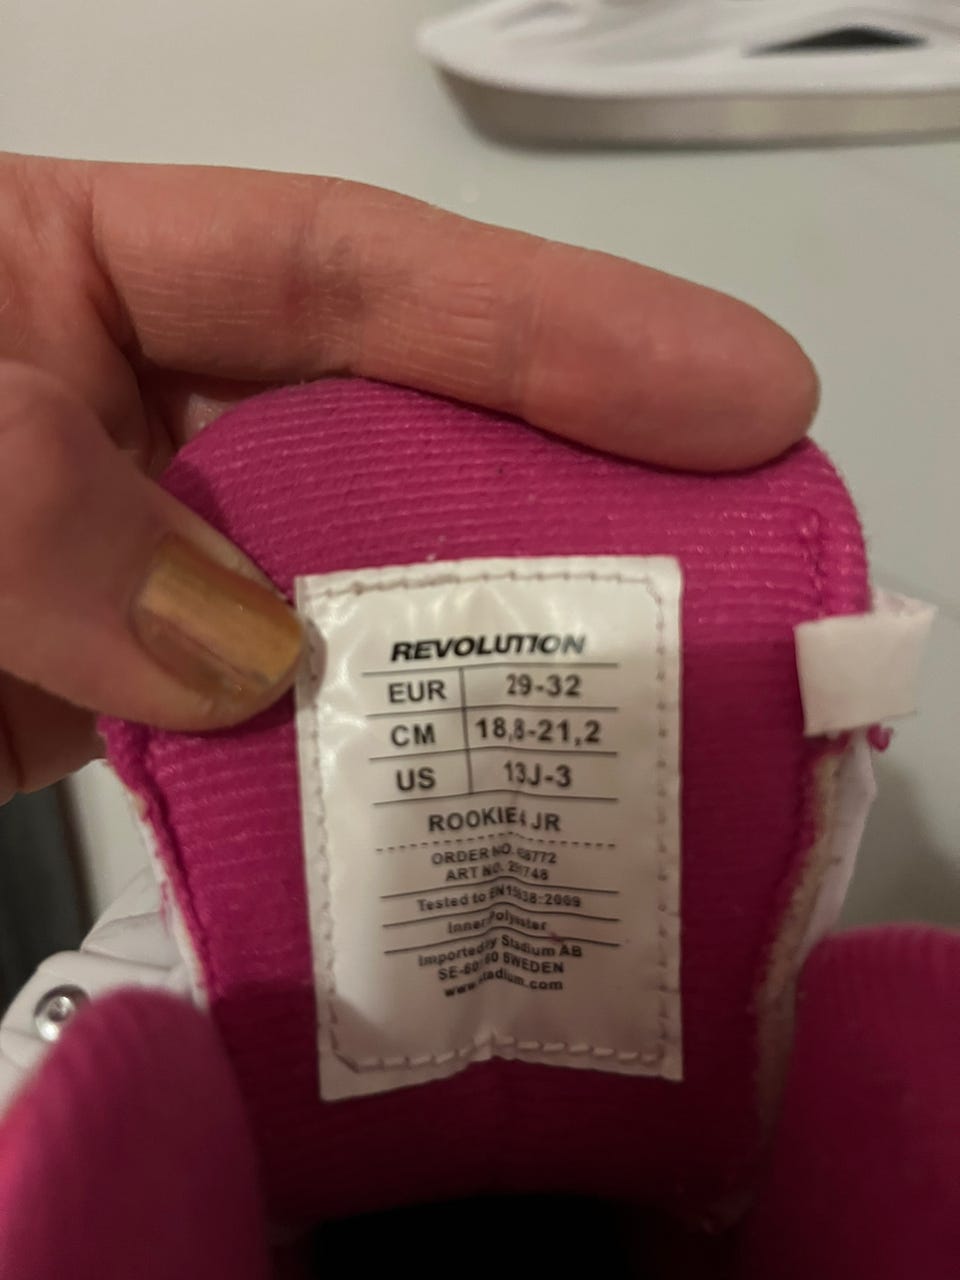 REVOLUTION
EUR 29-32
CM 18,8-21,2
US 13J-3
ROOKIE JR
ORDER NO.
ART NO.
Tested to :2009
Inner: Polyester
Imported by Stadium AB
SWEDEN
www.stadium.com